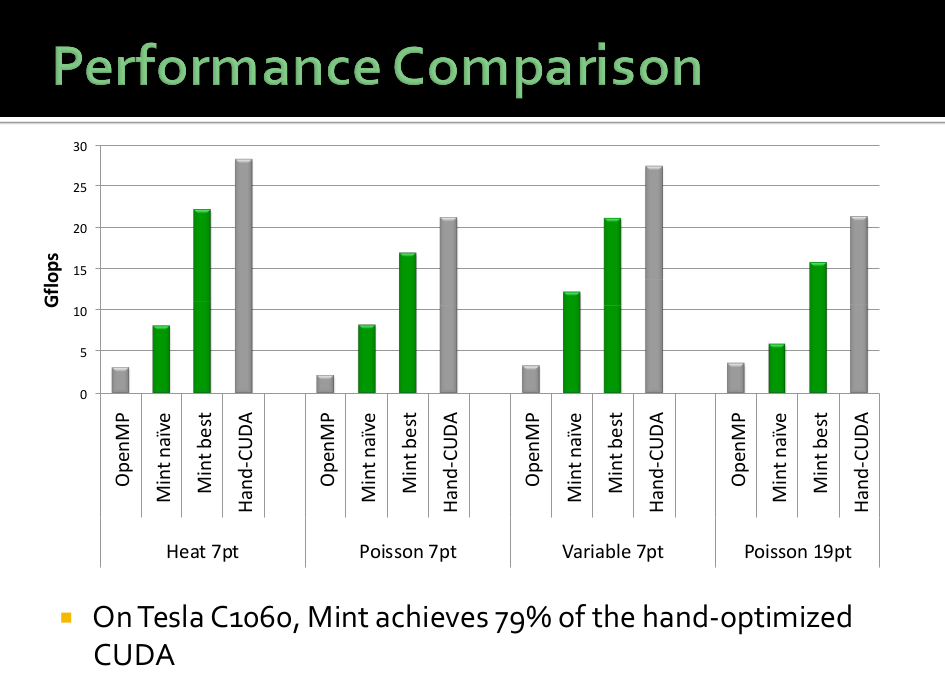 Performance Comparison
30
25
20
15
10
5
0
Gflops
OpenMP
Mint naïve
Mint best
Hand-CUDA
OpenMP
Mint naïve
Mint best
Hand-CUDA
OpenMP
Mint naïve
Mint best
Hand-CUDA
OpenMP
Mint naïve
Mint best
Hand-CUDA
Heat 7pt
Poisson 7pt
Variable 7pt
Poisson 19pt
On Tesla C1060, Mint achieves 79% of the hand-optimized
CUDA